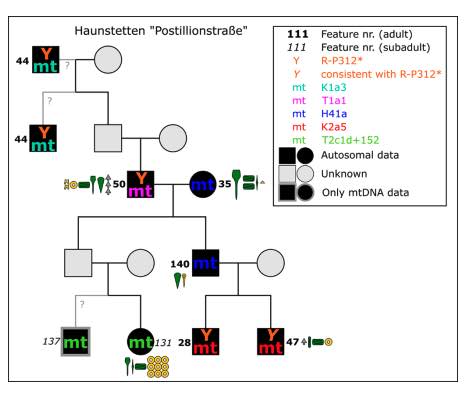 Haunstetten "Postillionstraße"
111 Feature nr. (adult)
111 Feature nr. (subadult)
Y R-P312*
Y consistent with R-P312*
mt K1a3
mt T1a1
mt H41a
mt K2a5
mt T2c1d+152
Autosomal data
Unknown
Only mtDNA data
44 Y mt ?
?
44 Y mt
50 Y mt
mt 35
140 mt
?
137 mt
mt 131
28 Y mt
Y mt 47